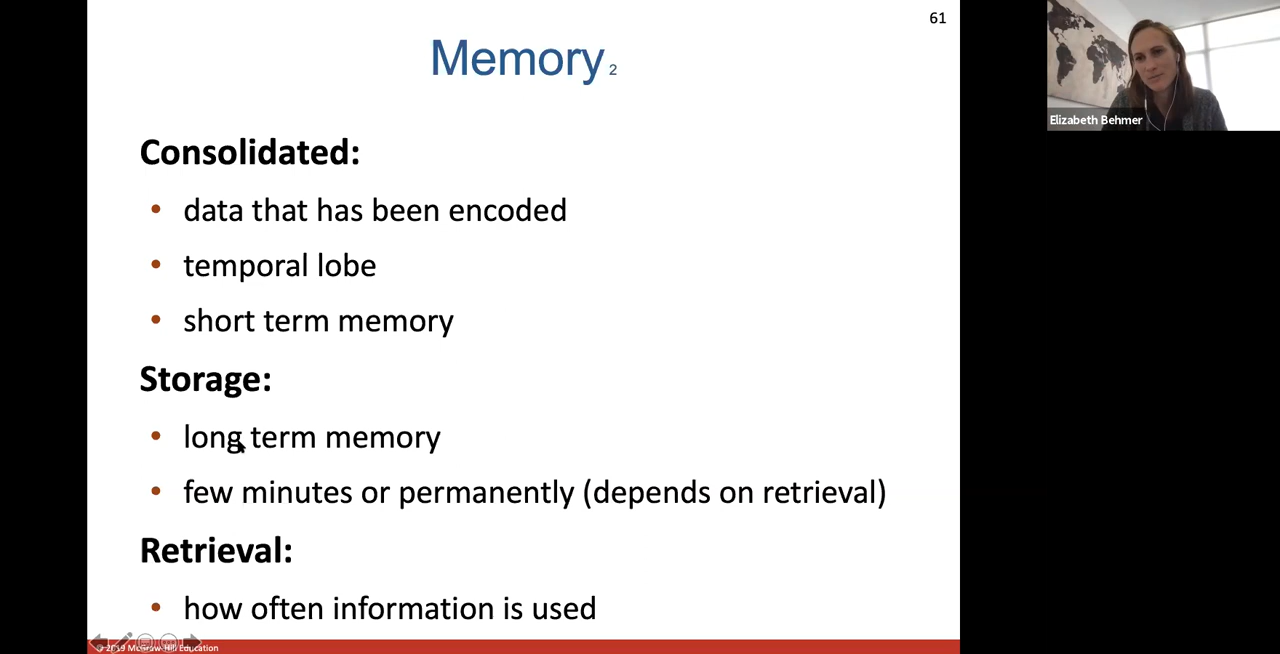 61
Memory 2
Consolidated:
• data that has been encoded
• temporal lobe
• short term memory
Storage:
• long term memory
• few minutes or permanently (depends on retrieval)
Retrieval:
• how often information is used
© 2019 McGraw-Hill Education
Elizabeth Behmer